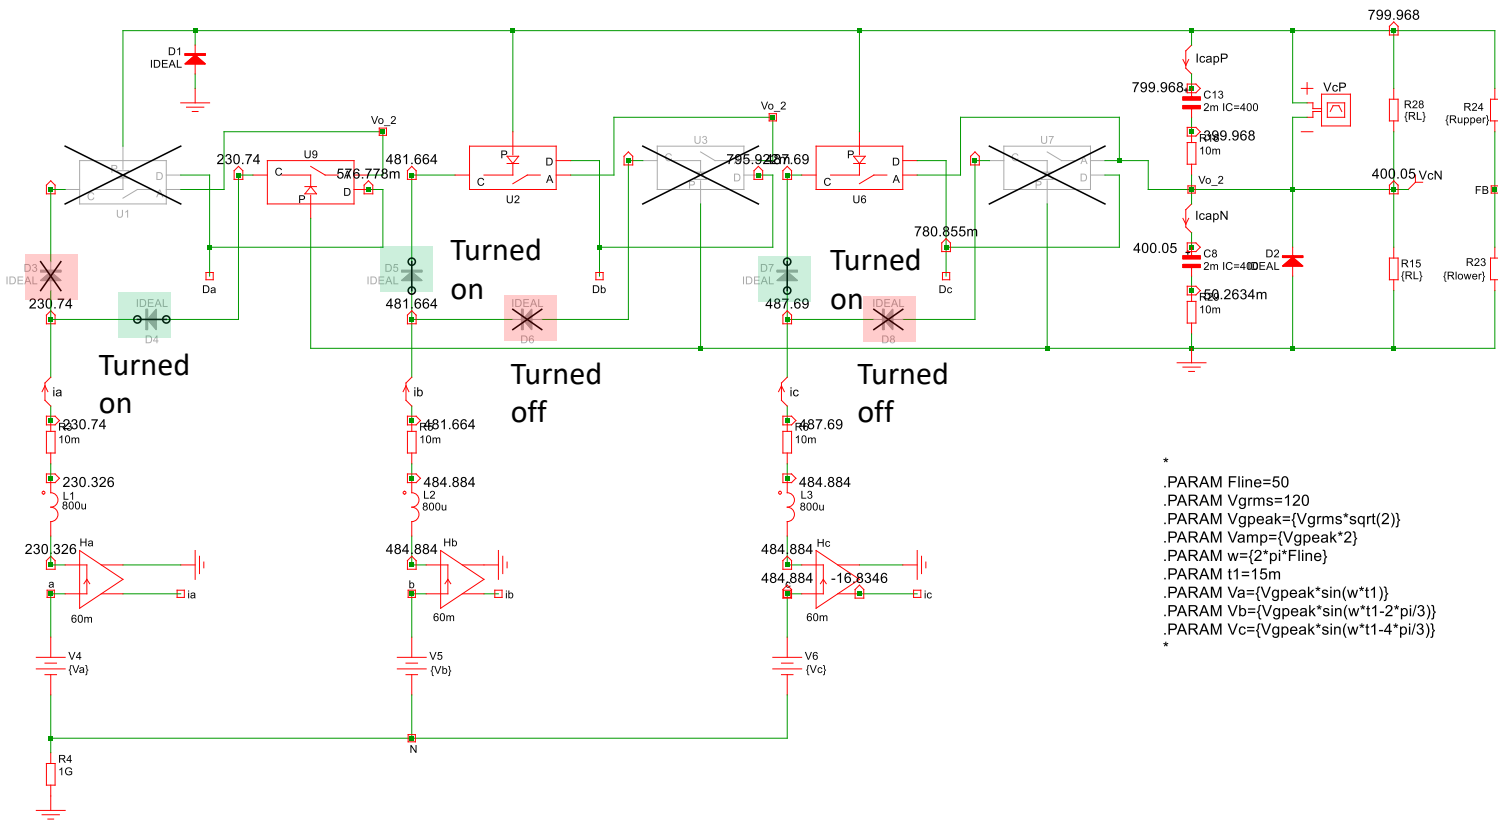 799.968
D1
IDEAL
IcapP
799.968
C13
2m IC=400
VcP
R28
{RL}
R24
{Rupper}
Vo_2
Vo_2
399.968
10m
P
D
C
A
U1
230.74
U9
C
A
D
P
576.778m
481.664
P
D
C
A
U2
U3
C
A
D
P
487.69
P
D
C
A
U6
U7
C
A
D
P
Vo_2
400.05
VcN
FB
IcapN
780.855m
400.05
C8
2m IC=400
D2
IDEAL
R15
{RL}
R23
{Rlower}
50.2634m
10m
D3
IDEAL
Da
D5
IDEAL
Turned
on
Db
D7
IDEAL
Turned
on
Dc
230.74
IDEAL
D4
481.664
IDEAL
D6
487.69
IDEAL
D8
Turned
on
Turned
off
Turned
off
ia
ib
ic
230.74
10m
481.664
10m
487.69
10m
230.326
L1
800u
484.884
L2
800u
484.884
L3
800u
230.326
Ha
484.884
Hb
484.884
Hc
a
ia
b
ib
484.884
-16.8346
ic
60m
60m
60m
V4
{Va}
V5
{Vb}
V6
{Vc}
N
R4
1G
*
.PARAM Fline=50
.PARAM Vgrms=120
.PARAM Vgpeak={Vgrms*sqrt(2)}
.PARAM Vamp={Vgpeak*2}
.PARAM w={2*pi*Fline}
.PARAM t1=15m
.PARAM Va={Vgpeak*sin(w*t1)}
.PARAM Vb={Vgpeak*sin(w*t1-2*pi/3)}
.PARAM Vc={Vgpeak*sin(w*t1-4*pi/3)}
*